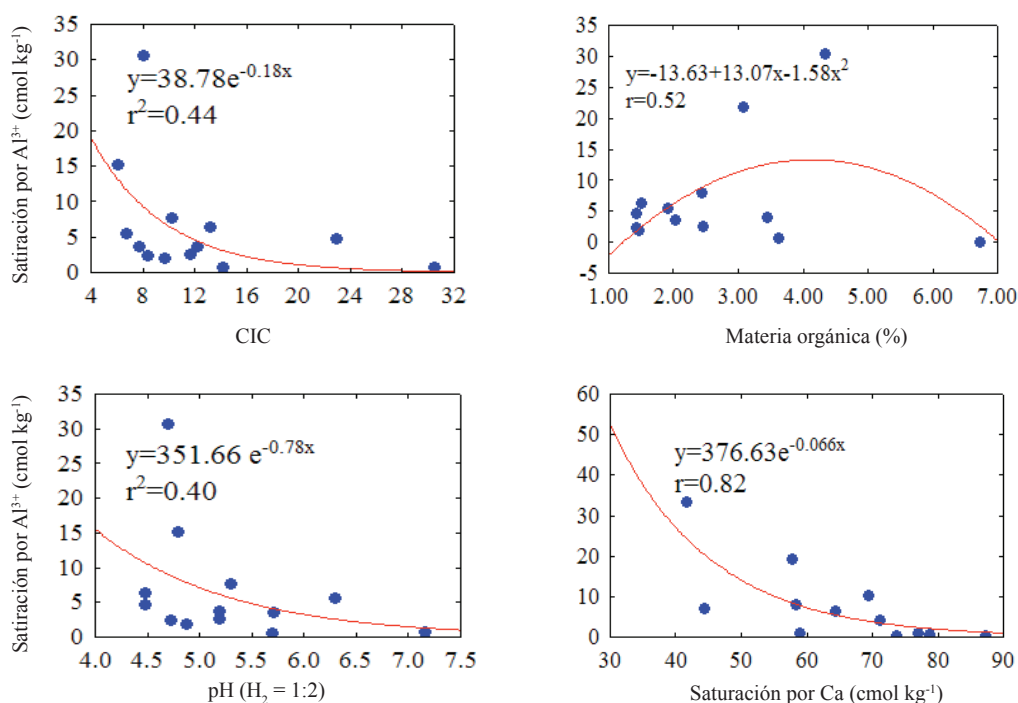 Satiración por Al³⁺ (cmol kg⁻¹)
35
30
25
20
15
10
5
0
y=38.78e^-0.18x
r²=0.44
4 8 12 16 20 24 28 32
CIC
35
30
25
20
15
10
5
0
-5
y=-13.63+13.07x-1.58x²
r=0.52
1.00 2.00 3.00 4.00 5.00 6.00 7.00
Materia orgánica (%)
Satiración por Al³⁺ (cmol kg⁻¹)
35
30
25
20
15
10
5
0
y=351.66 e^-0.78x
r²=0.40
4.0 4.5 5.0 5.5 6.0 6.5 7.0 7.5
pH (H₂ = 1:2)
60
50
40
30
20
10
0
y=376.63e^-0.066x
r=0.82
30 40 50 60 70 80 90
Saturación por Ca (cmol kg⁻¹)